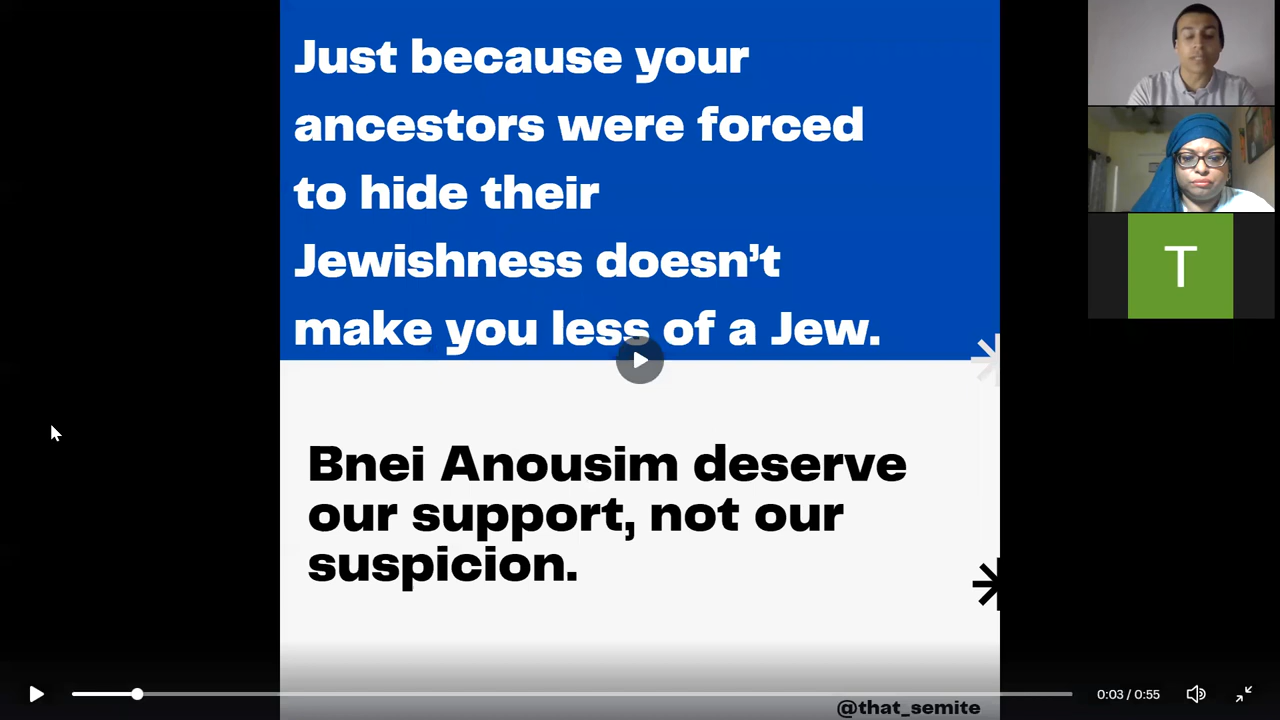 Just because your
ancestors were forced
to hide their
Jewishness doesn't
make you less of a Jew.
Bnei Anousim deserve
our support, not our
suspicion.
T
0:03 / 0:55
@that_semite